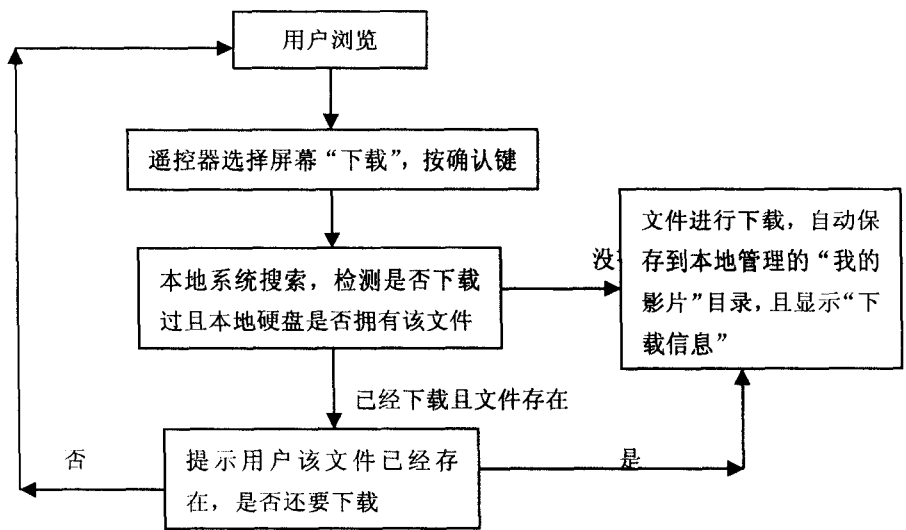 用户浏览
遥控器选择屏幕“下载”，按确认键
本地系统搜索，检测是否下载
过且本地硬盘是否拥有该文件
没
文件进行下载，自动保
存到本地管理的“我的
影片”目录，且显示“下
载信息”
已经下载且文件存在
否
提示用户该文件已经存
在，是否还要下载
是